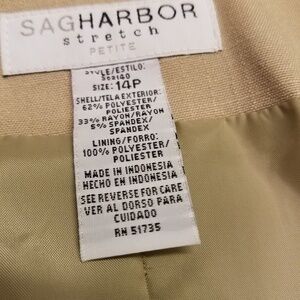 SAGHARBOR
stretch
PETITE
STYLE/ESTILO:
SIZE: 14P
SHELL/TELA EXTERIOR:
62% POLYESTER/
POLIESTER
33% RAYON/RAYON
5% SPANDEX/
SPANDEX
LINING/FORRO:
100% POLYESTER/
POLIESTER
MADE IN INDONESIA
HECHO EN INDONESIA
SEE REVERSE FOR CARE
VER AL DORSO PARA
CUIDADO
RN 51735